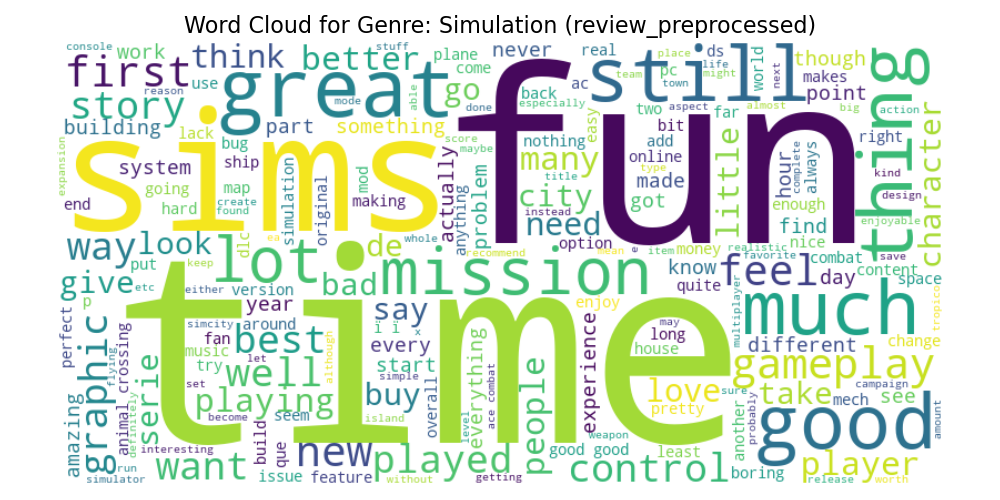 Word Cloud for Genre: Simulation (review_preprocessed)
console
stuff
work
think
better
never
real
place
ds
life
might
next
world
though
thing
reason
first
use
great
go
plane
come
still
team
town
pc
makes
point
story
mode
able
done
back
especially
ac
two
aspect
far
almost
big
action
building
lack
part
something
score
maybe
nothing
easy
add
bit
online
right
character
expansion
sims
bug
fun
system
ship
actually
problem
many
title
made
type
little
hour
complete
always
kind
end
going
map
mod
anything
city
got
enough
design
hard
create
found
simulation
original
making
instead
need
find
nice
enjoyable
way
look
dlc
ea
lot
de
whole
recommend
option
e
mean
item
money
realistic
favorite
combat
save
give
put
etc
keep
either
version
bad
mission
know
quite
feel
day
content
space
p
time
year
say
ï ï
x
enjoy
may
long
multiplayer
much
tropico
perfect
graphic
flying
crossing
simcity
around
fan
best
let
although
every
start
simple
experience
house
different
change
amazing
animal
definitely
serie
music
try
set
well
buy
overall
everything
ace combat
people
love
pretty
sure
gameplay
take
mech
campaign
see
playing
become
seem
island
level
weapon
another
probably
good
amount
run
interesting
simulator
want
build
que
issue
new
feature
played
without
getting
good good
control
least
boring
player
release
worth